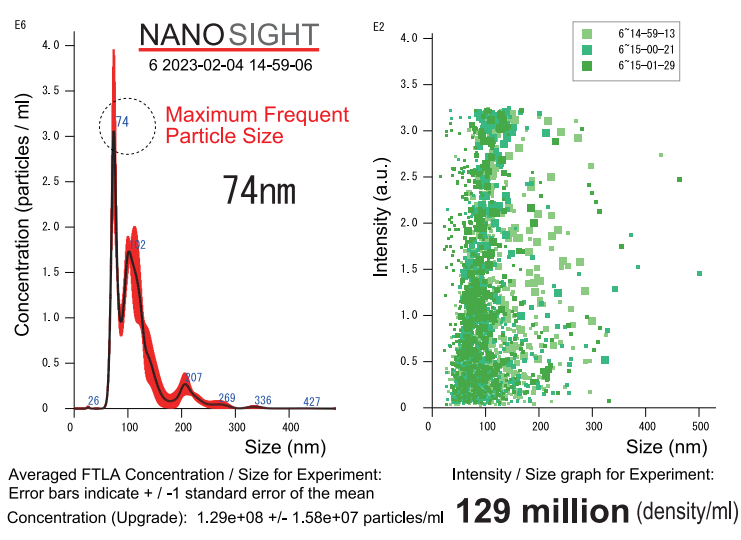 E6
NANOSIGHT
6 2023-02-04 14-59-06
Maximum Frequent
Particle Size
74nm
Concentration (particles / ml)
4.0
3.5
3.0
2.5
2.0
1.5
1.0
0.5
0
74
102
26
207
269
336
427
0
100
200
300
400
Size (nm)
Averaged FTLA Concentration / Size for Experiment:
Error bars indicate + / -1 standard error of the mean
Concentration (Upgrade): 1.29e+08 +/- 1.58e+07 particles/ml
E2
6~14-59-13
6~15-00-21
6~15-01-29
Intensity (a.u.)
4.0
3.5
3.0
2.5
2.0
1.5
1.0
0.5
0
0
100
200
300
400
500
Size (nm)
Intensity / Size graph for Experiment:
129 million (density/ml)